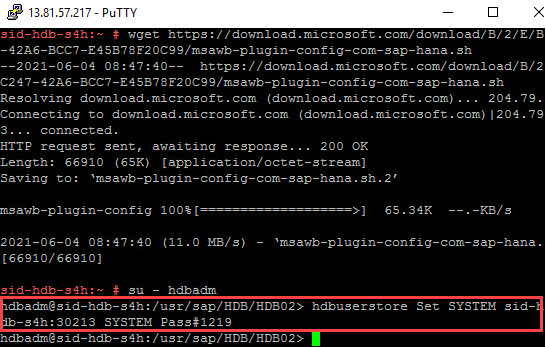 13.81.57.217 - PuTTY
sid-hdb-s4h:~ # wget https://download.microsoft.com/download/B/2/E/B
-42A6-BCC7-E45B78F20C99/msawb-plugin-config-com-sap-hana.sh
--2021-06-04 08:47:40--  https://download.microsoft.com/download/B/2
C247-42A6-BCC7-E45B78F20C99/msawb-plugin-config-com-sap-hana.sh
Resolving download.microsoft.com (download.microsoft.com)... 204.79.
Connecting to download.microsoft.com (download.microsoft.com)|204.79
3... connected.
HTTP request sent, awaiting response... 200 OK
Length: 66910 (65K) [application/octet-stream]
Saving to: ‘msawb-plugin-config-com-sap-hana.sh.2’
msawb-plugin-config 100%[===================>]  65.34K  --.-KB/s
2021-06-04 08:47:40 (11.0 MB/s) - ‘msawb-plugin-config-com-sap-hana.
[66910/66910]
sid-hdb-s4h:~ # su - hdbadm
hdbadm@sid-hdb-s4h:/usr/sap/HDB/HDB02> hdbuserstore Set SYSTEM sid-h
db-s4h:30213 SYSTEM Pass#1219
hdbadm@sid-hdb-s4h:/usr/sap/HDB/HDB02>